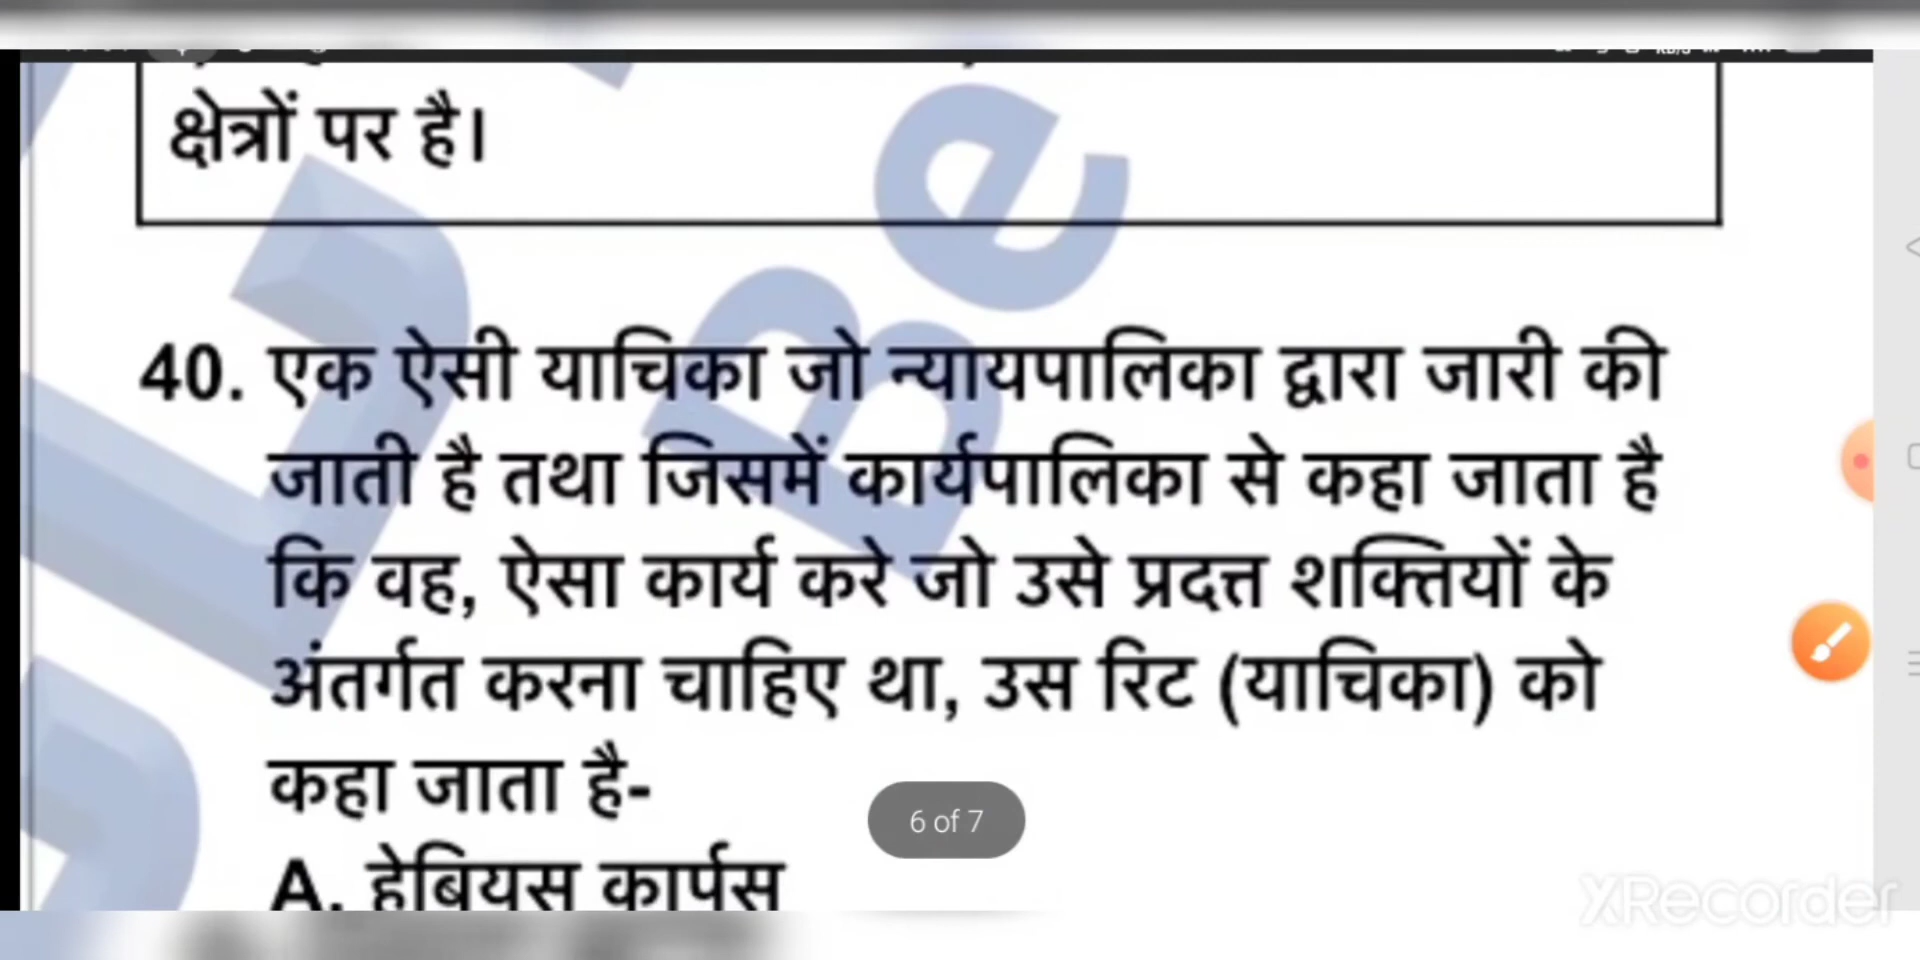 क्षेत्रों पर है।
40. एक ऐसी याचिका जो न्यायपालिका द्वारा जारी की
जाती है तथा जिसमें कार्यपालिका से कहा जाता है
कि वह, ऐसा कार्य करे जो उसे प्रदत्त शक्तियों के
अंतर्गत करना चाहिए था, उस रिट (याचिका) को
कहा जाता है-
6 of 7
A. हेबियस कार्पस
XRecorder
Be